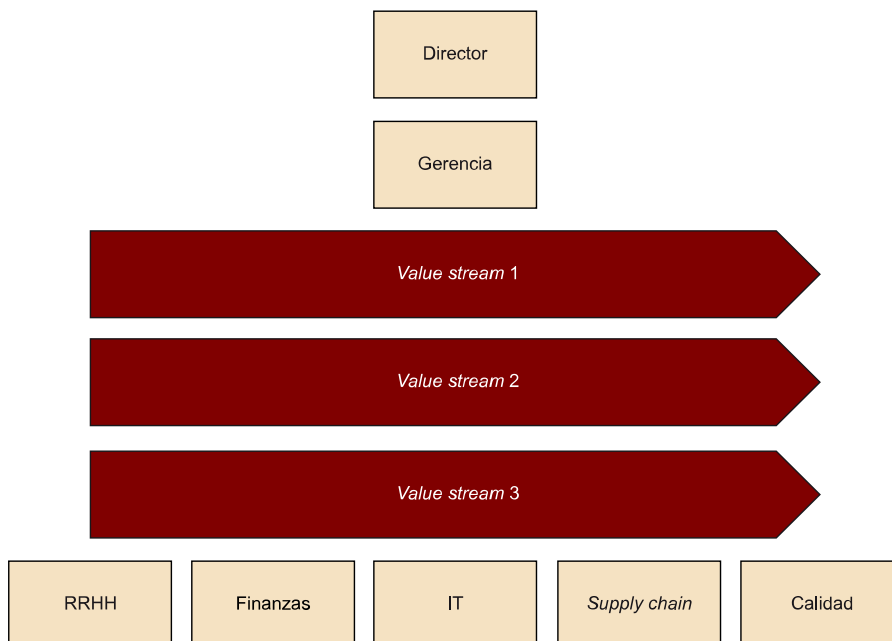 Director
Gerencia
Value stream 1
Value stream 2
Value stream 3
RRHH
Finanzas
IT
Supply chain
Calidad